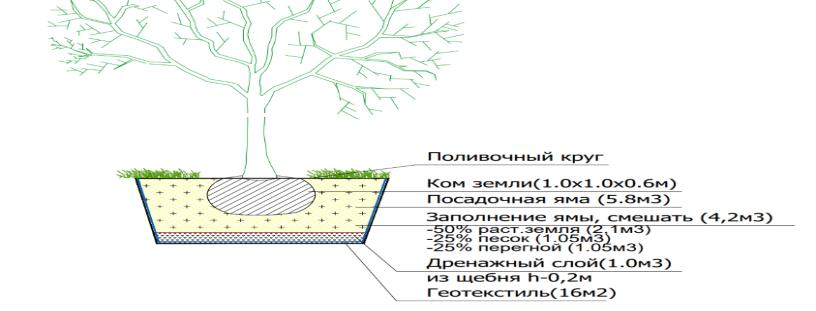 Поливочный круг
Ком земли(1.0х1.0х0.6м)
Посадочная яма (5.8м3)
Заполнение ямы, смешать (4,2м3)
-50% раст.земля (2.1м3)
-25% песок (1.05м3)
-25% перегной (1.05м3)
Дренажный слой(1.0м3)
из щебня h-0,2м
Геотекстиль(16м2)